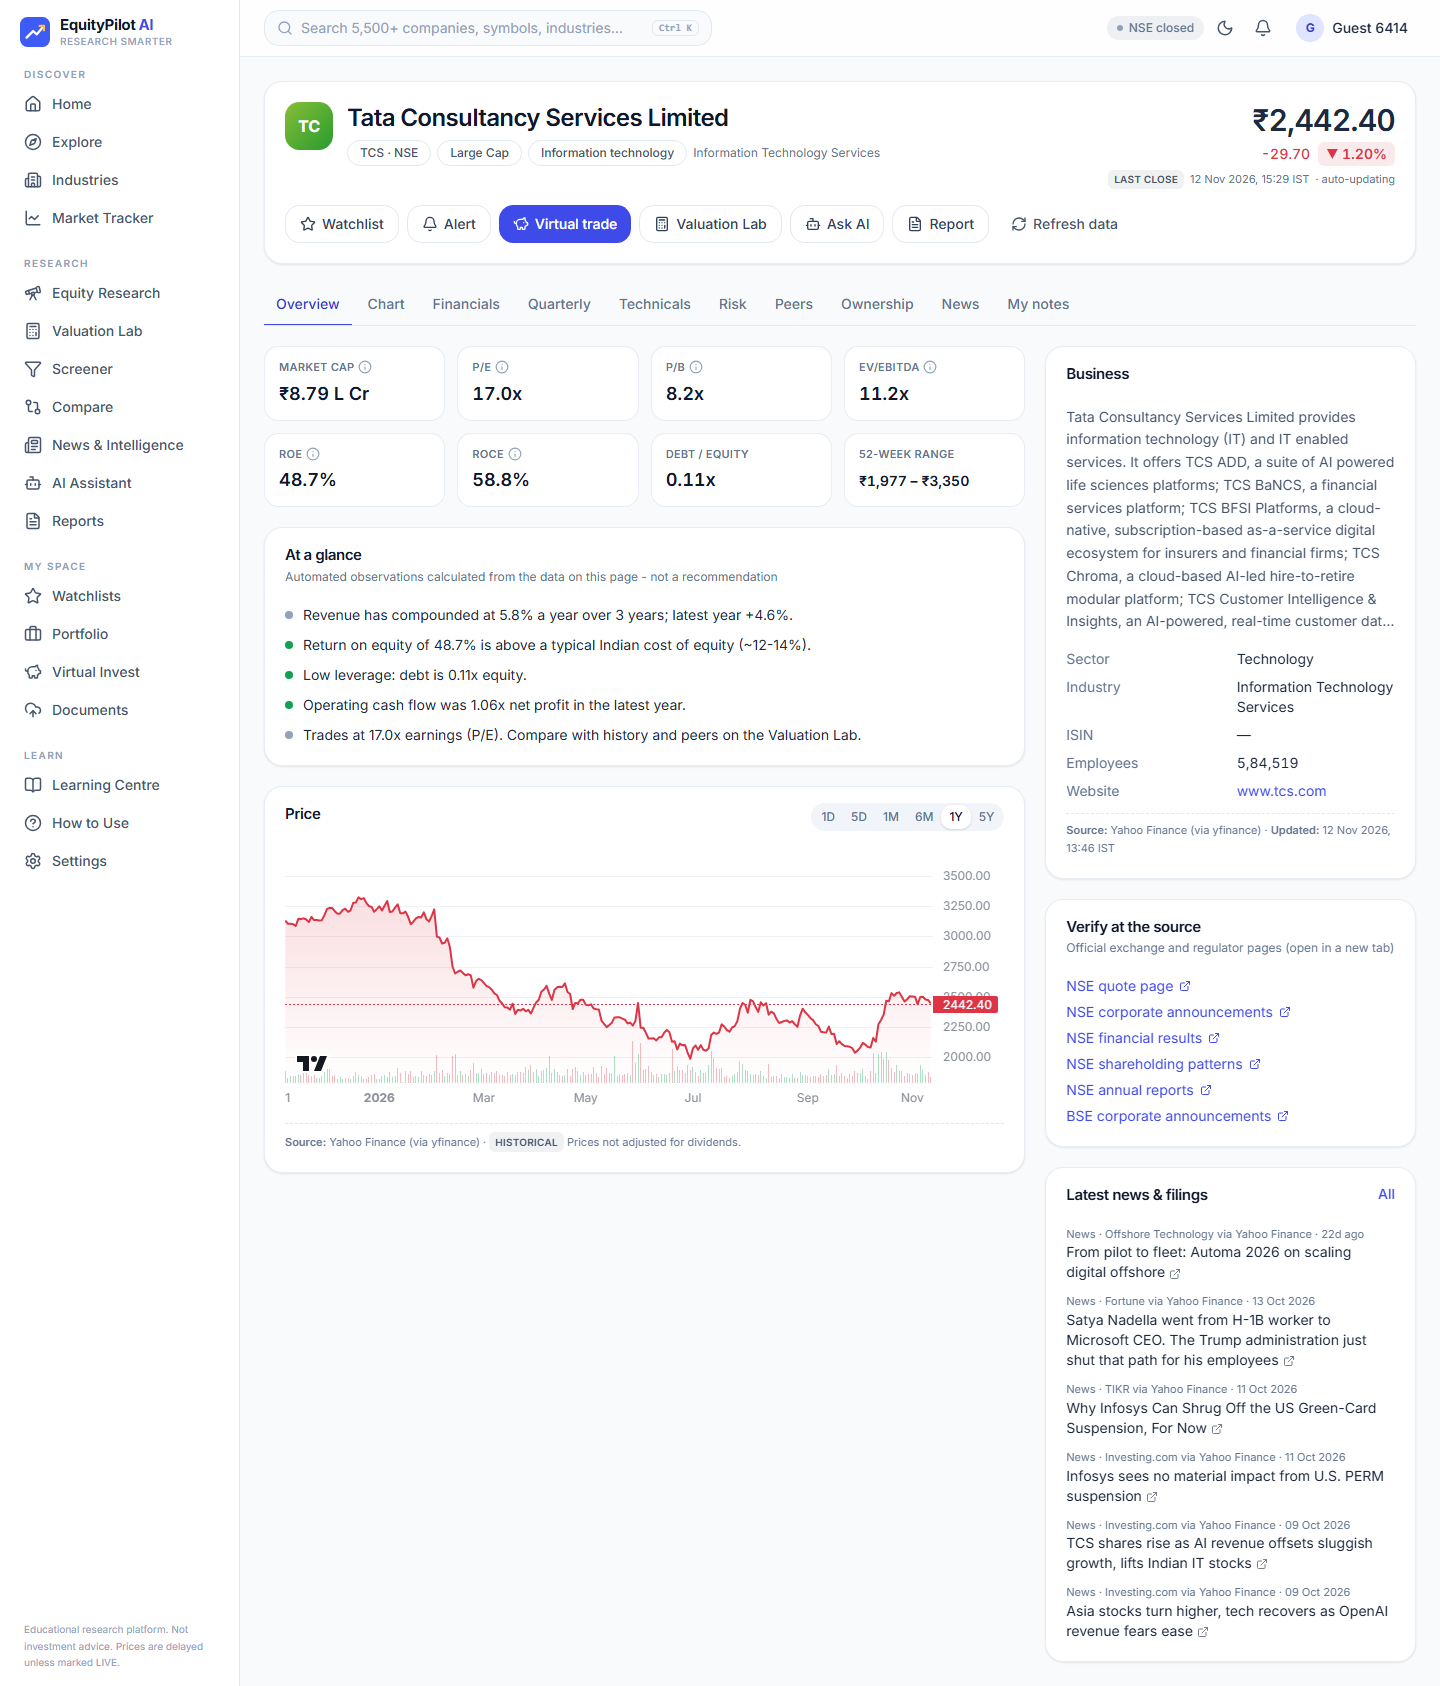 EquityPilot AI
RESEARCH SMARTER
DISCOVER
Home
Explore
Industries
Market Tracker
RESEARCH
Equity Research
Valuation Lab
Screener
Compare
News & Intelligence
AI Assistant
Reports
MY SPACE
Watchlists
Portfolio
Virtual Invest
Documents
LEARN
Learning Centre
How to Use
Settings
Educational research platform. Not
investment advice. Prices are delayed
unless marked LIVE.
Search 5,500+ companies, symbols, industries...
Ctrl K
NSE closed
G
Guest 6414
TC
Tata Consultancy Services Limited
TCS · NSE
Large Cap
Information technology
Information Technology Services
₹2,442.40
-29.70 ▼ 1.20%
LAST CLOSE 12 Nov 2026, 15:29 IST · auto-updating
Watchlist
Alert
Virtual trade
Valuation Lab
Ask AI
Report
Refresh data
Overview
Chart
Financials
Quarterly
Technicals
Risk
Peers
Ownership
News
My notes
MARKET CAP
₹8.79 L Cr
P/E
17.0x
P/B
8.2x
EV/EBITDA
11.2x
ROE
48.7%
ROCE
58.8%
DEBT / EQUITY
0.11x
52-WEEK RANGE
₹1,977 – ₹3,350
At a glance
Automated observations calculated from the data on this page - not a recommendation
Revenue has compounded at 5.8% a year over 3 years; latest year +4.6%.
Return on equity of 48.7% is above a typical Indian cost of equity (~12-14%).
Low leverage: debt is 0.11x equity.
Operating cash flow was 1.06x net profit in the latest year.
Trades at 17.0x earnings (P/E). Compare with history and peers on the Valuation Lab.
Price
1D
5D
1M
6M
1Y
5Y
3500.00
3250.00
3000.00
2750.00
2500.00
2442.40
2250.00
2000.00
1
2026
Mar
May
Jul
Sep
Nov
Source: Yahoo Finance (via yfinance) · HISTORICAL Prices not adjusted for dividends.
Business
Tata Consultancy Services Limited provides
information technology (IT) and IT enabled
services. It offers TCS ADD, a suite of AI powered
life sciences platforms; TCS BaNCS, a financial
services platform; TCS BFSI Platforms, a cloud-
native, subscription-based as-a-service digital
ecosystem for insurers and financial firms; TCS
Chroma, a cloud-based AI-led hire-to-retire
modular platform; TCS Customer Intelligence &
Insights, an AI-powered, real-time customer dat...
Sector
Technology
Industry
Information Technology
Services
ISIN
—
Employees
5,84,519
Website
www.tcs.com
Source: Yahoo Finance (via yfinance) · Updated: 12 Nov 2026,
13:46 IST
Verify at the source
Official exchange and regulator pages (open in a new tab)
NSE quote page
NSE corporate announcements
NSE financial results
NSE shareholding patterns
NSE annual reports
BSE corporate announcements
Latest news & filings
All
News · Offshore Technology via Yahoo Finance · 22d ago
From pilot to fleet: Automa 2026 on scaling
digital offshore
News · Fortune via Yahoo Finance · 13 Oct 2026
Satya Nadella went from H-1B worker to
Microsoft CEO. The Trump administration just
shut that path for his employees
News · TIKR via Yahoo Finance · 11 Oct 2026
Why Infosys Can Shrug Off the US Green-Card
Suspension, For Now
News · Investing.com via Yahoo Finance · 11 Oct 2026
Infosys sees no material impact from U.S. PERM
suspension
News · Investing.com via Yahoo Finance · 09 Oct 2026
TCS shares rise as AI revenue offsets sluggish
growth, lifts Indian IT stocks
News · Investing.com via Yahoo Finance · 09 Oct 2026
Asia stocks turn higher, tech recovers as OpenAI
revenue fears ease